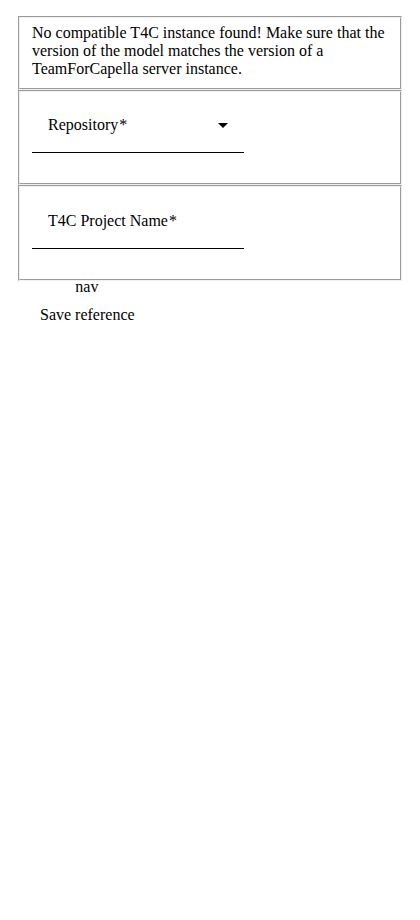 No compatible T4C instance found! Make sure that the
version of the model matches the version of a
TeamForCapella server instance.
Repository*
T4C Project Name*
nav
Save reference